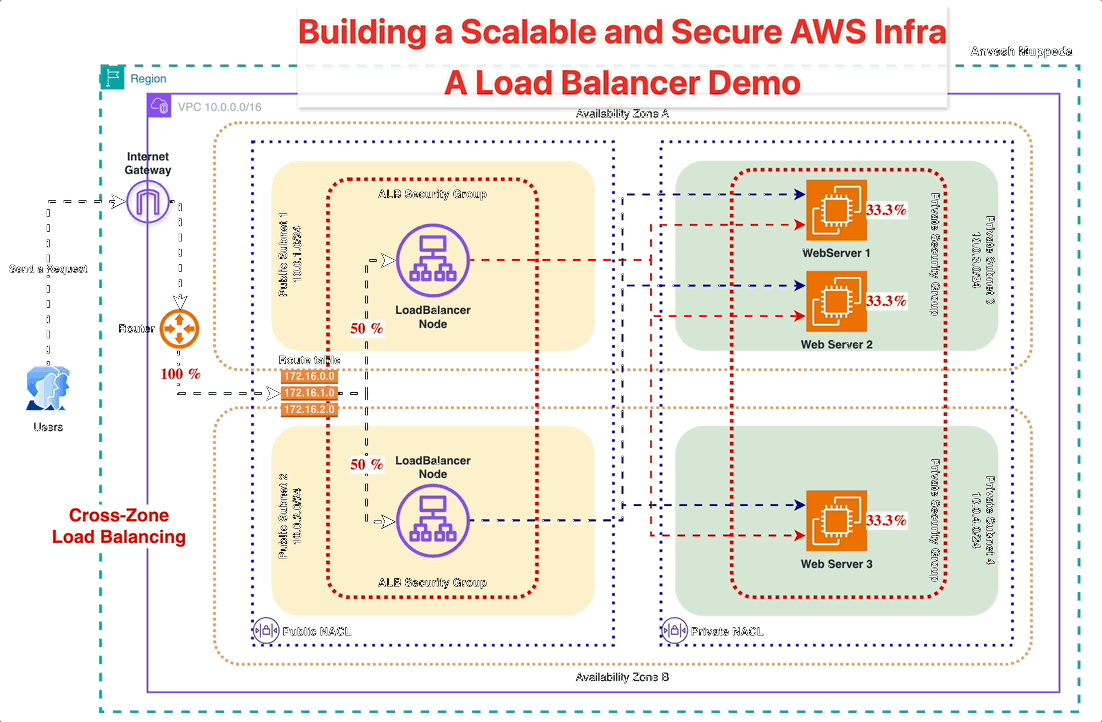 Building a Scalable and Secure AWS Infra
A Load Balancer Demo
Anvesh Muppeda
Region
VPC 10.0.0.0/16
Availability Zone A
Internet
Gateway
Send a Request
Router
100 %
Users
Cross-Zone
Load Balancing
Route table
172.16.0.0
172.16.1.0
172.16.2.0
Public Subnet 1
10.0.1.0/24
ALB Security Group
LoadBalancer
Node
50 %
50 %
LoadBalancer
Node
ALB Security Group
Public Subnet 2
10.0.2.0/24
Public NACL
33.3%
WebServer 1
33.3%
Web Server 2
Private Security Group
Private Subnet 3
10.0.3.0/24
33.3%
Web Server 3
Private Security Group
Private Subnet 4
10.0.4.0/24
Private NACL
Availability Zone B